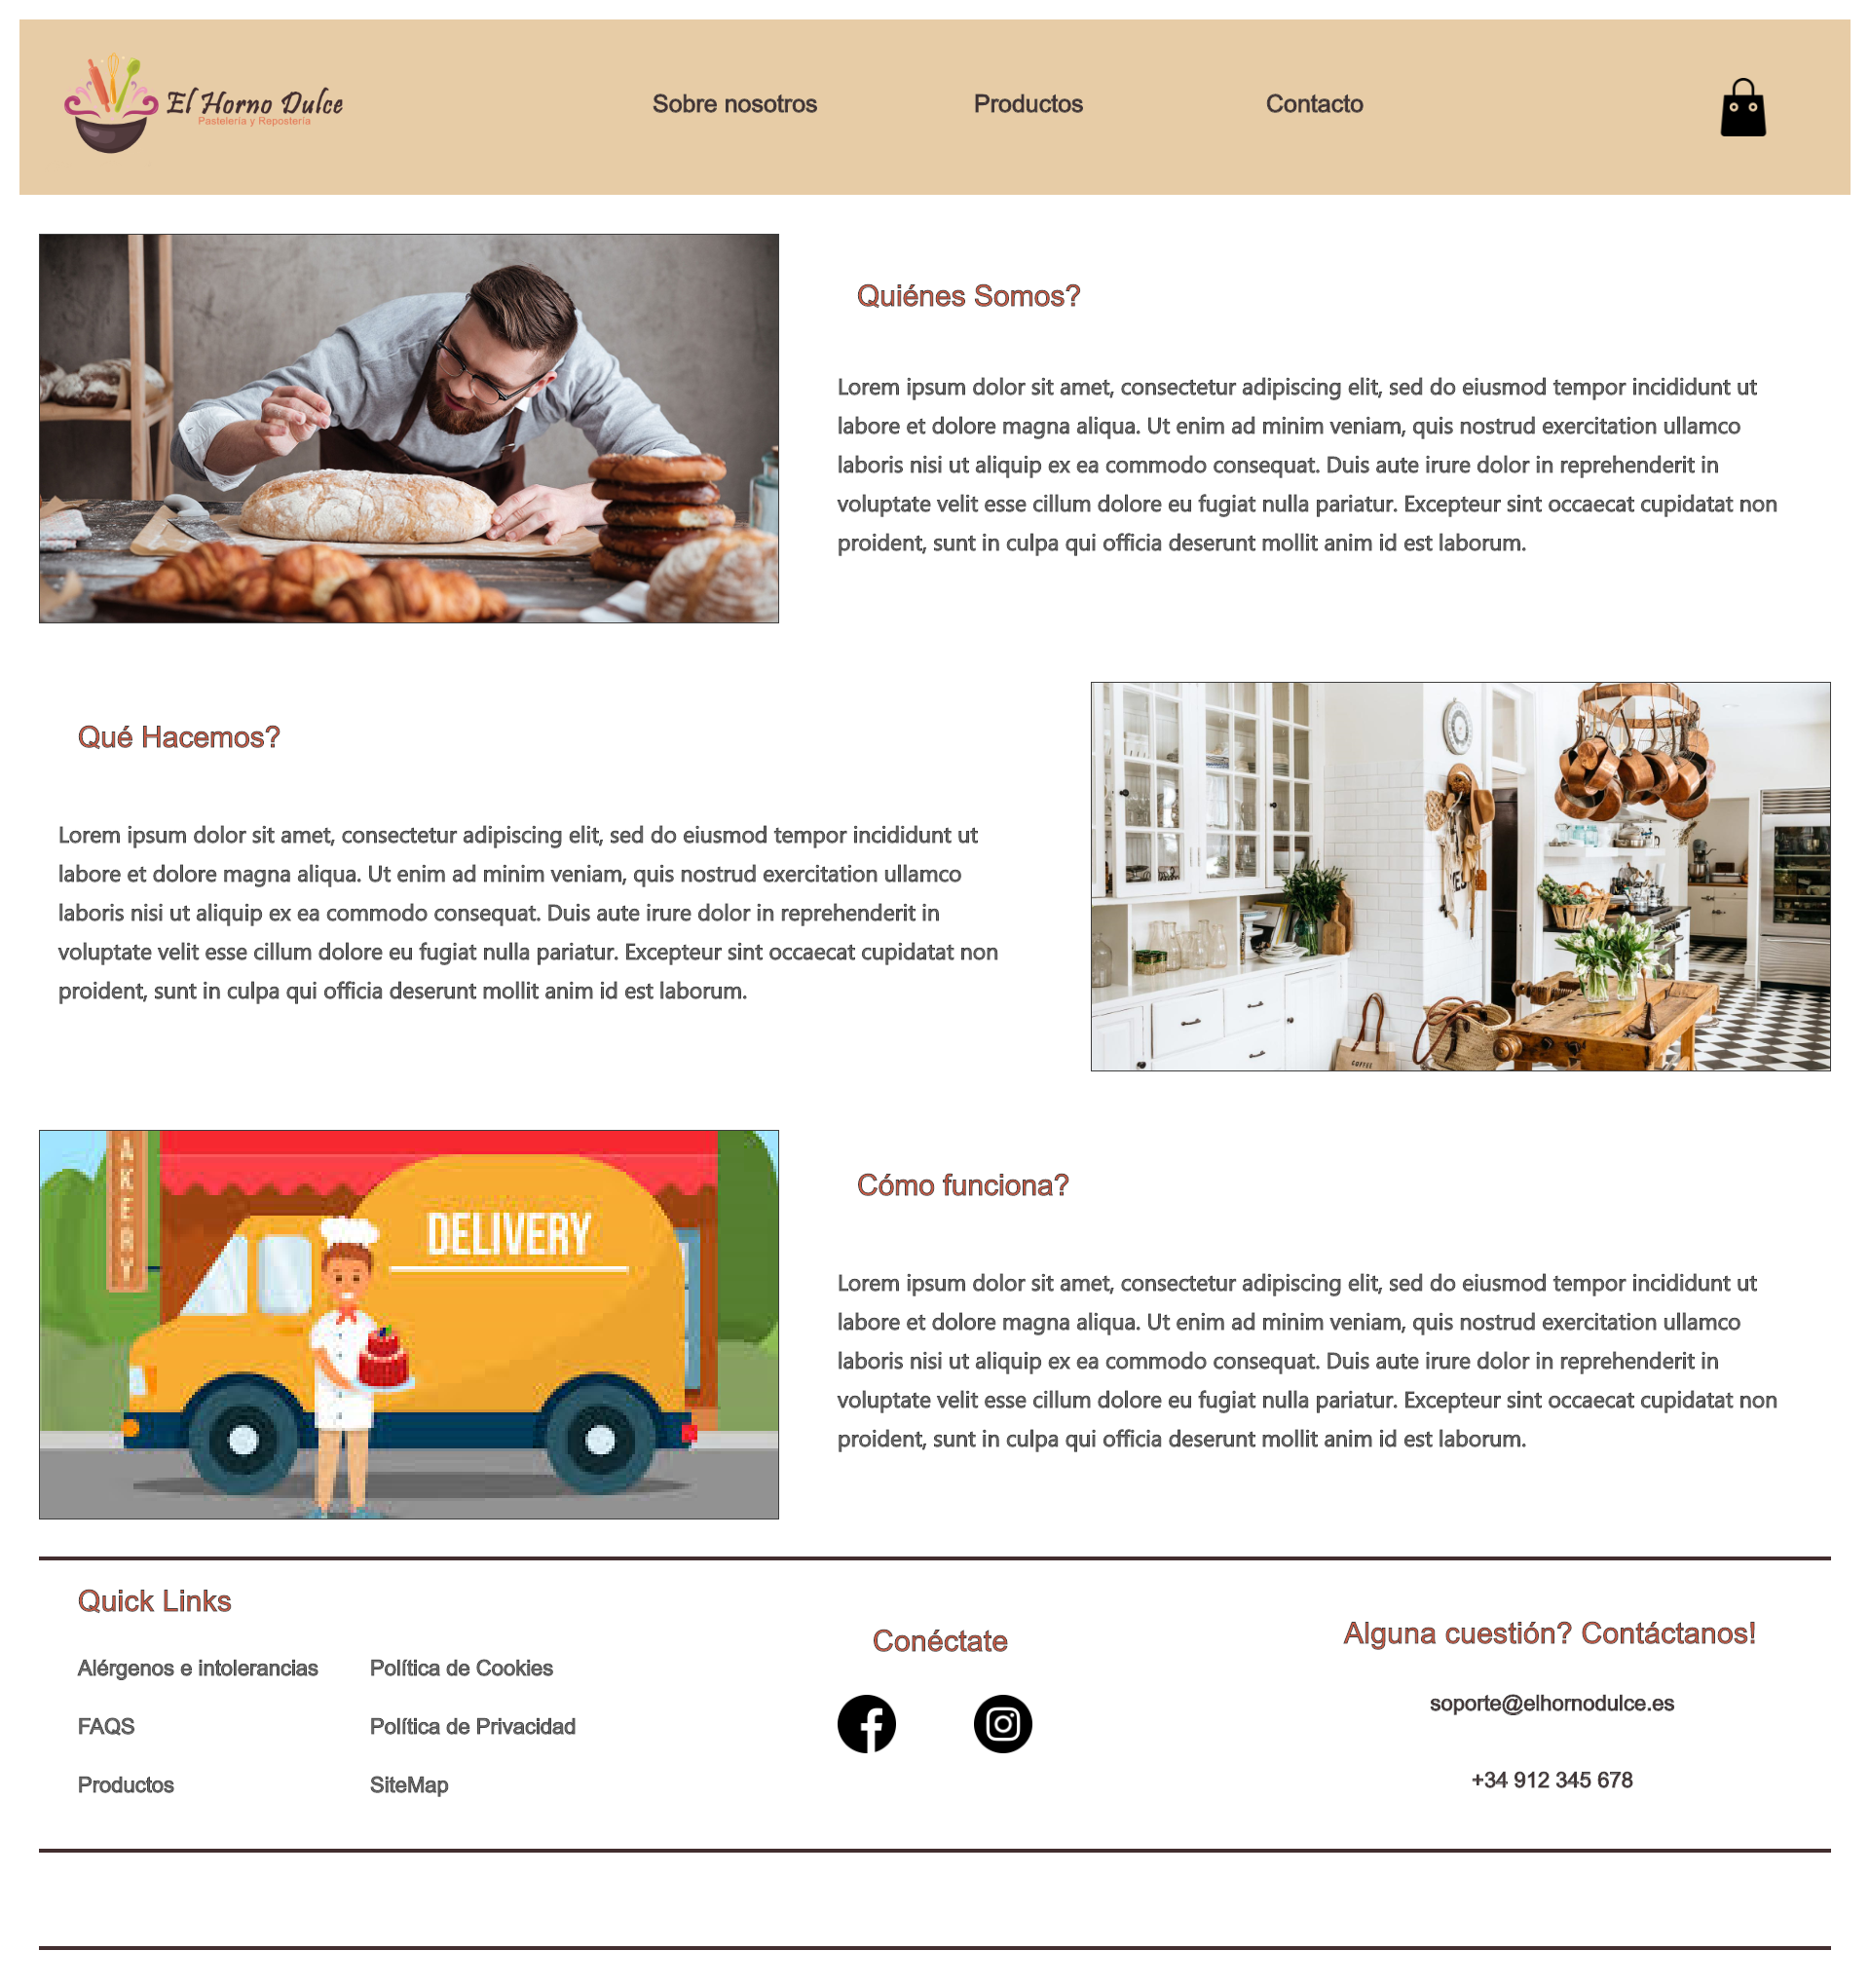 El Horno Dulce
Pastelería y Repostería
Sobre nosotros
Productos
Contacto
Quiénes Somos?
Lorem ipsum dolor sit amet, consectetur adipiscing elit, sed do eiusmod tempor incididunt ut
labore et dolore magna aliqua. Ut enim ad minim veniam, quis nostrud exercitation ullamco
laboris nisi ut aliquip ex ea commodo consequat. Duis aute irure dolor in reprehenderit in
voluptate velit esse cillum dolore eu fugiat nulla pariatur. Excepteur sint occaecat cupidatat non
proident, sunt in culpa qui officia deserunt mollit anim id est laborum.
Qué Hacemos?
Lorem ipsum dolor sit amet, consectetur adipiscing elit, sed do eiusmod tempor incididunt ut
labore et dolore magna aliqua. Ut enim ad minim veniam, quis nostrud exercitation ullamco
laboris nisi ut aliquip ex ea commodo consequat. Duis aute irure dolor in reprehenderit in
voluptate velit esse cillum dolore eu fugiat nulla pariatur. Excepteur sint occaecat cupidatat non
proident, sunt in culpa qui officia deserunt mollit anim id est laborum.
COFFEE
AKERY
DELIVERY
Cómo funciona?
Lorem ipsum dolor sit amet, consectetur adipiscing elit, sed do eiusmod tempor incididunt ut
labore et dolore magna aliqua. Ut enim ad minim veniam, quis nostrud exercitation ullamco
laboris nisi ut aliquip ex ea commodo consequat. Duis aute irure dolor in reprehenderit in
voluptate velit esse cillum dolore eu fugiat nulla pariatur. Excepteur sint occaecat cupidatat non
proident, sunt in culpa qui officia deserunt mollit anim id est laborum.
Quick Links
Alérgenos e intolerancias
FAQS
Productos
Política de Cookies
Política de Privacidad
SiteMap
Conéctate
Alguna cuestión? Contáctanos!
soporte@elhornodulce.es
+34 912 345 678